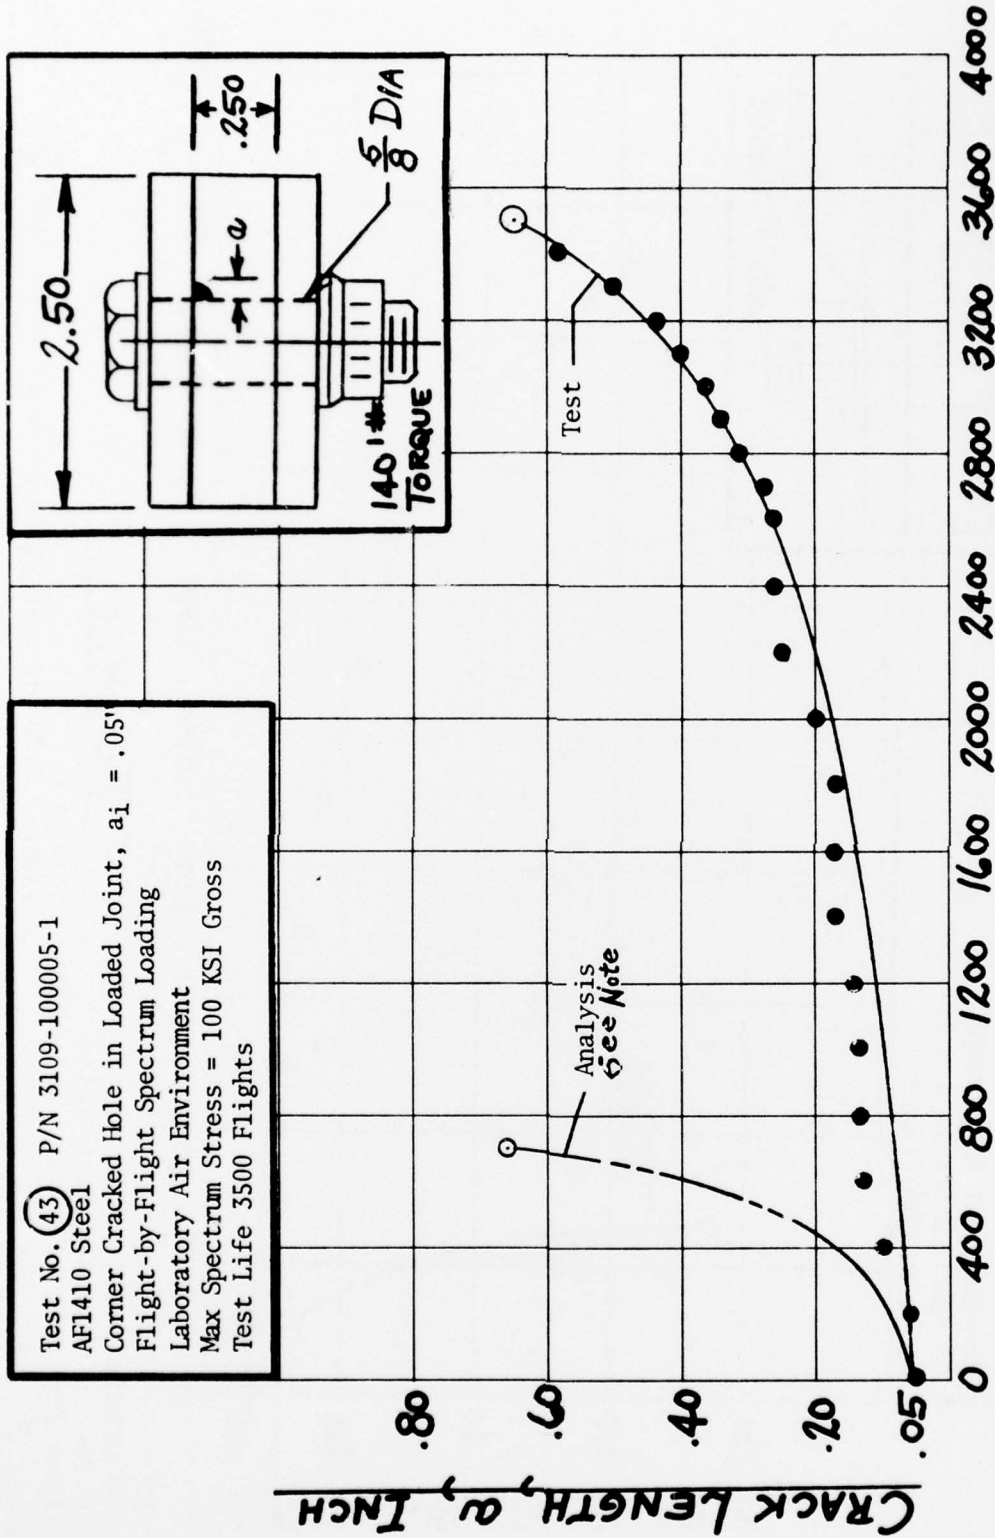 Test No. 43 P/N 3109-100005-1
AF1410 Steel
Corner Cracked Hole in Loaded Joint, ai = .05"
Flight-by-Flight Spectrum Loading
Laboratory Air Environment
Max Spectrum Stress = 100 KSI Gross
Test Life 3500 Flights
2.50
.250
a
5/8 DIA
140 '#
TORQUE
Analysis
See Note
Test
CRACK LENGTH, a, INCH
.80
.60
.40
.20
.05
0 400 800 1200 1600 2000 2400 2800 3200 3600 4000